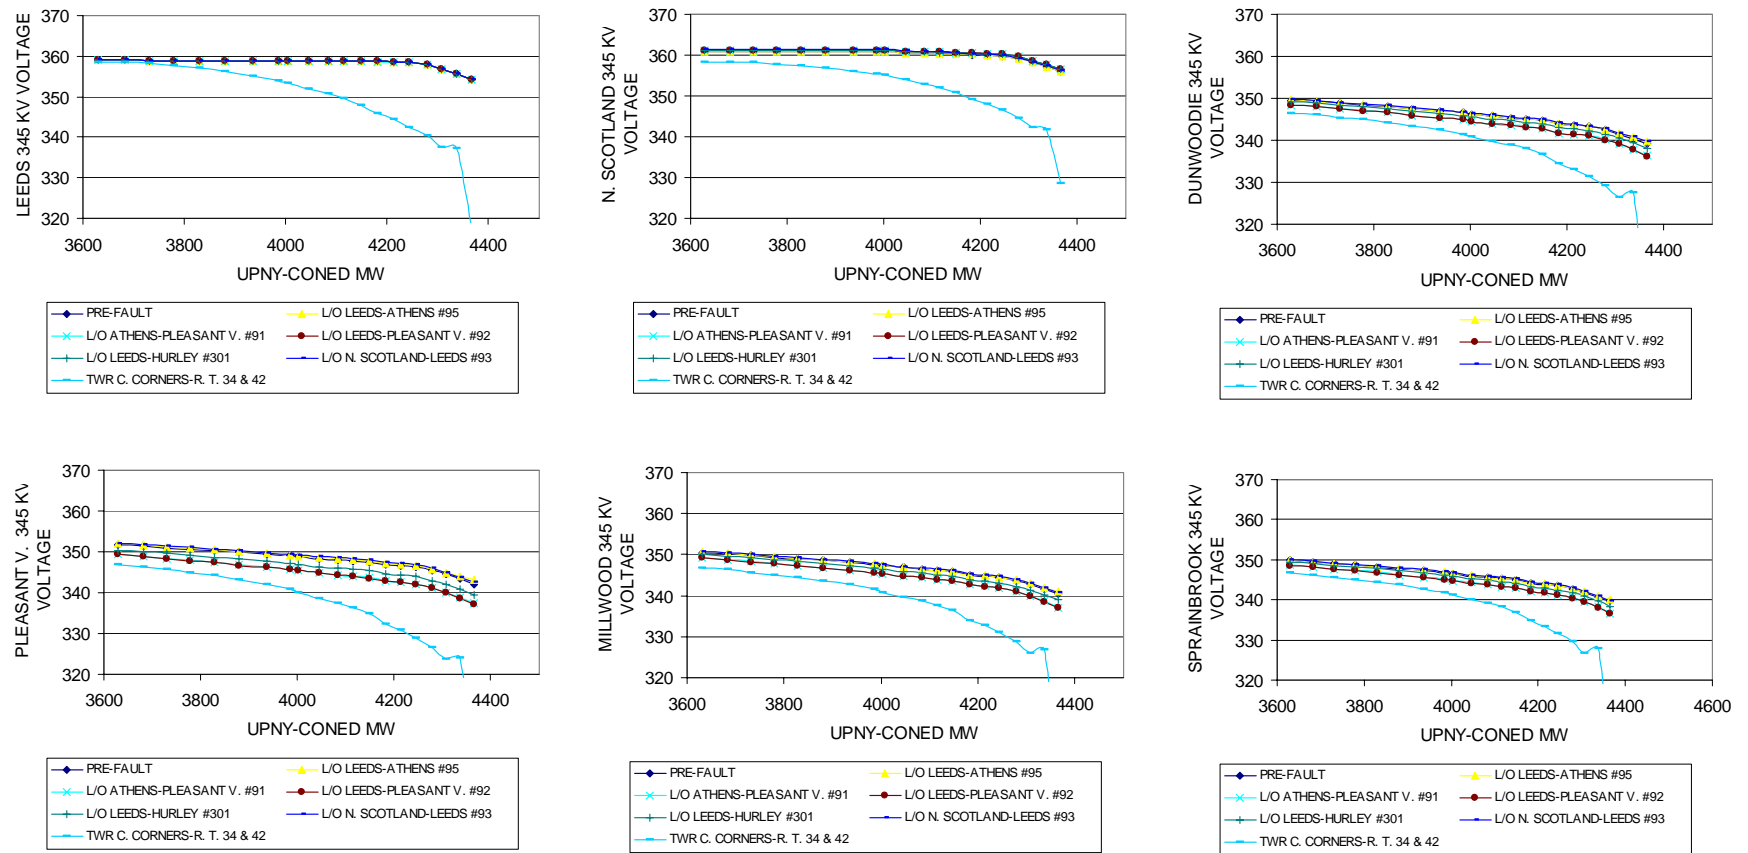 LEEDS 345 KV VOLTAGE
370
360
350
340
330
320
3600 3800 4000 4200 4400
UPNY-CONED MW
PRE-FAULT L/O LEEDS-ATHENS #95
L/O ATHENS-PLEASANT V. #91 L/O LEEDS-PLEASANT V. #92
L/O LEEDS-HURLEY #301 L/O N. SCOTLAND-LEEDS #93
TWR C. CORNERS-R. T. 34 & 42
N. SCOTLAND 345 KV
VOLTAGE
370
360
350
340
330
320
3600 3800 4000 4200 4400
UPNY-CONED MW
PRE-FAULT L/O LEEDS-ATHENS #95
L/O ATHENS-PLEASANT V. #91 L/O LEEDS-PLEASANT V. #92
L/O LEEDS-HURLEY #301 L/O N. SCOTLAND-LEEDS #93
TWR C. CORNERS-R. T. 34 & 42
DUNWOODIE 345 KV
VOLTAGE
370
360
350
340
330
320
3600 3800 4000 4200 4400
UPNY-CONED MW
PRE-FAULT L/O LEEDS-ATHENS #95
L/O ATHENS-PLEASANT V. #91 L/O LEEDS-PLEASANT V. #92
L/O LEEDS-HURLEY #301 L/O N. SCOTLAND-LEEDS #93
TWR C. CORNERS-R. T. 34 & 42
PLEASANT V. 345 KV
VOLTAGE
370
360
350
340
330
320
3600 3800 4000 4200 4400
UPNY-CONED MW
PRE-FAULT L/O LEEDS-ATHENS #95
L/O ATHENS-PLEASANT V. #91 L/O LEEDS-PLEASANT V. #92
L/O LEEDS-HURLEY #301 L/O N. SCOTLAND-LEEDS #93
TWR C. CORNERS-R. T. 34 & 42
MILLWOOD 345 KV
VOLTAGE
370
360
350
340
330
320
3600 3800 4000 4200 4400
UPNY-CONED MW
PRE-FAULT L/O LEEDS-ATHENS #95
L/O ATHENS-PLEASANT V. #91 L/O LEEDS-PLEASANT V. #92
L/O LEEDS-HURLEY #301 L/O N. SCOTLAND-LEEDS #93
TWR C. CORNERS-R. T. 34 & 42
SPRAINBROOK 345 KV
VOLTAGE
370
360
350
340
330
320
3600 3800 4000 4200 4400 4600
UPNY-CONED MW
PRE-FAULT L/O LEEDS-ATHENS #95
L/O ATHENS-PLEASANT V. #91 L/O LEEDS-PLEASANT V. #92
L/O LEEDS-HURLEY #301 L/O N. SCOTLAND-LEEDS #93
TWR C. CORNERS-R. T. 34 & 42